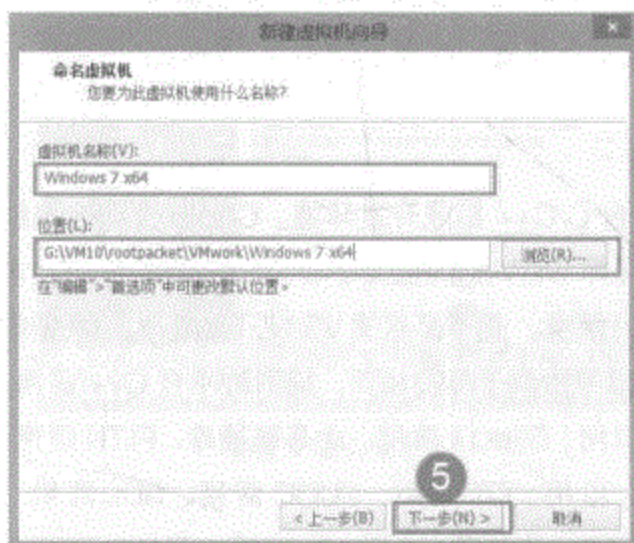 新建虚拟机向导
命名虚拟机
您要为此虚拟机使用什么名称?
虚拟机名称(V):
Windows 7 x64
位置(L):
G:\VM10\rootpacket\VMwork\Windows 7 x64
浏览(R)...
在"编辑">"首选项"中可更改默认位置。
5
< 上一步(B)
下一步(N) >
取消